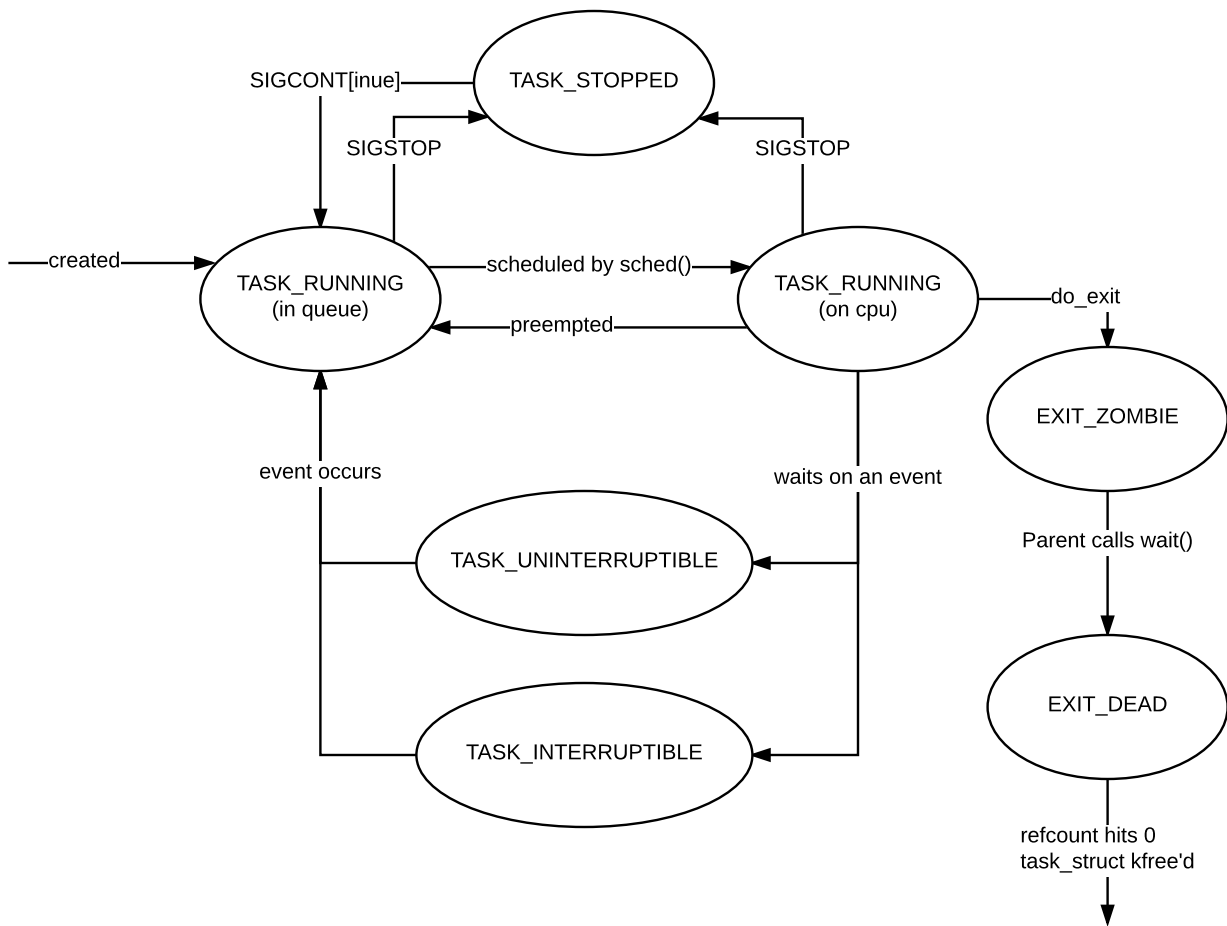 TASK_STOPPED
SIGCONT[inue]
SIGSTOP
SIGSTOP
created
TASK_RUNNING
(in queue)
scheduled by sched()
preempted
TASK_RUNNING
(on cpu)
do_exit
EXIT_ZOMBIE
event occurs
waits on an event
TASK_UNINTERRUPTIBLE
Parent calls wait()
TASK_INTERRUPTIBLE
EXIT_DEAD
refcount hits 0
task_struct kfree'd